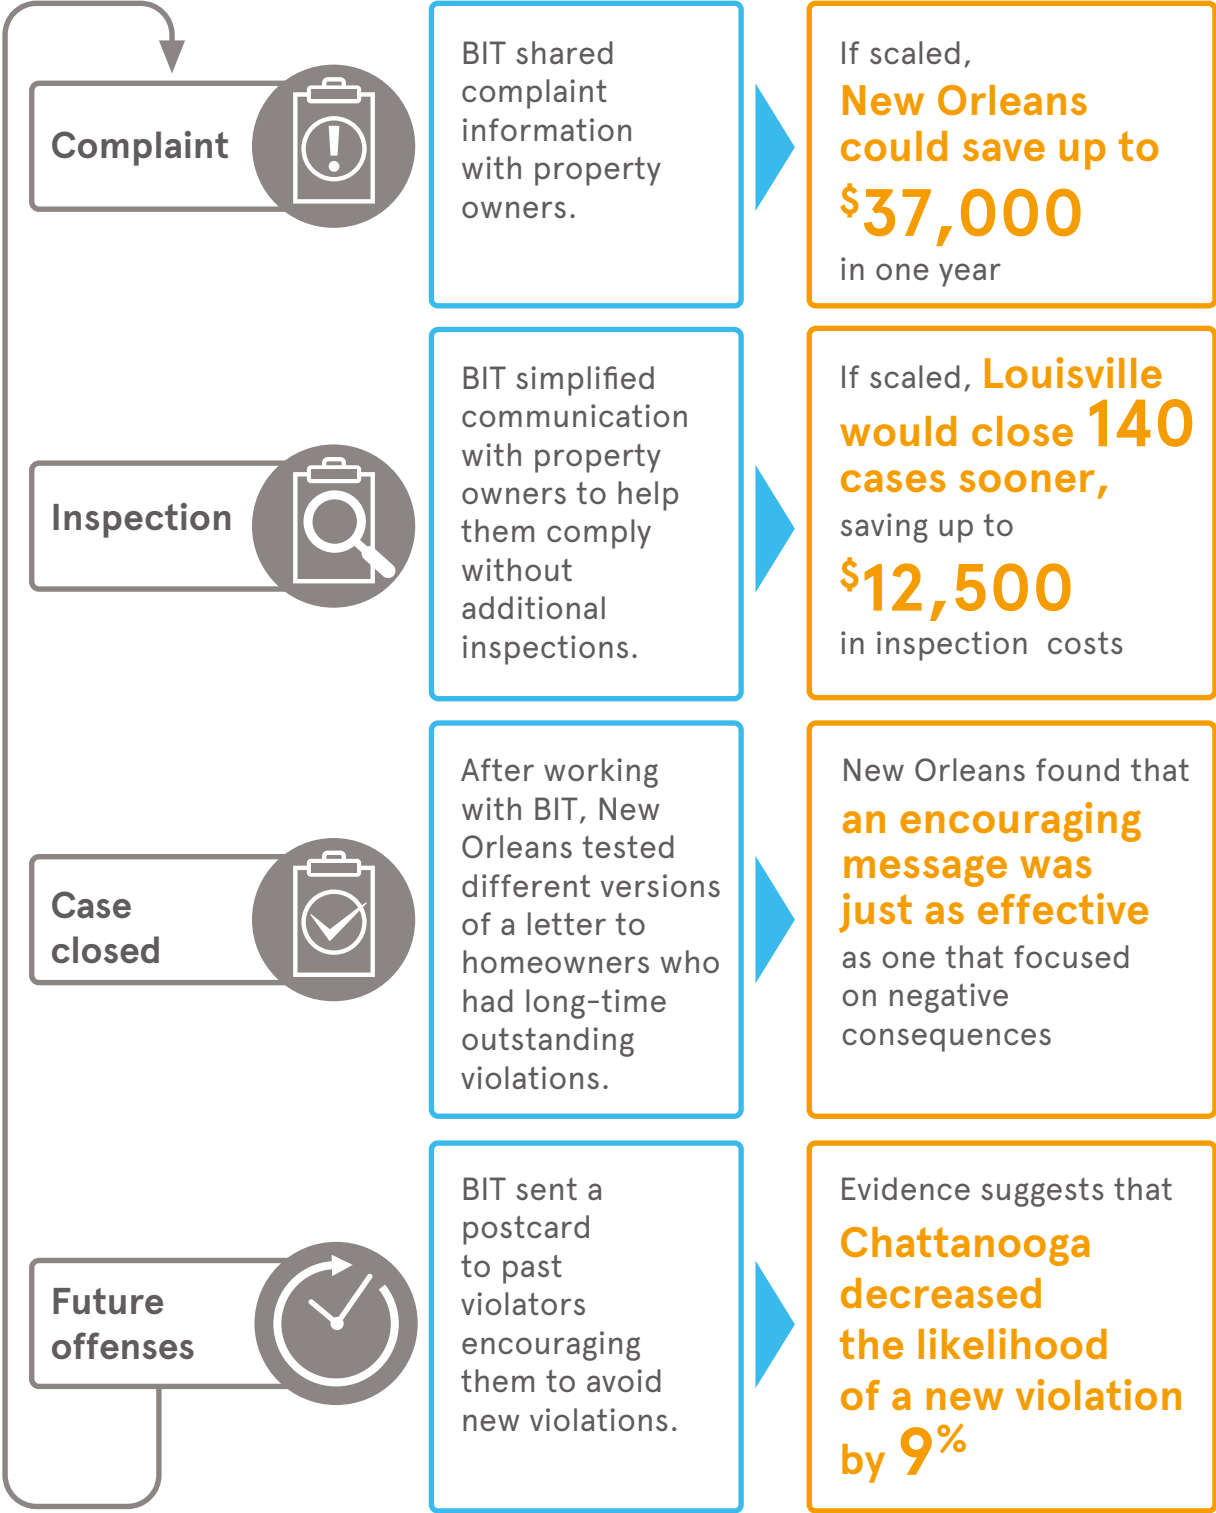 Complaint
BIT shared
complaint
information
with property
owners.
If scaled,
New Orleans
could save up to
$37,000
in one year
Inspection
BIT simplified
communication
with property
owners to help
them comply
without
additional
inspections.
If scaled, Louisville
would close 140
cases sooner,
saving up to
$12,500
in inspection costs
Case
closed
After working
with BIT, New
Orleans tested
different versions
of a letter to
homeowners who
had long-time
outstanding
violations.
New Orleans found that
an encouraging
message was
just as effective
as one that focused
on negative
consequences
Future
offenses
BIT sent a
postcard
to past
violators
encouraging
them to avoid
new violations.
Evidence suggests that
Chattanooga
decreased
the likelihood
of a new violation
by 9%